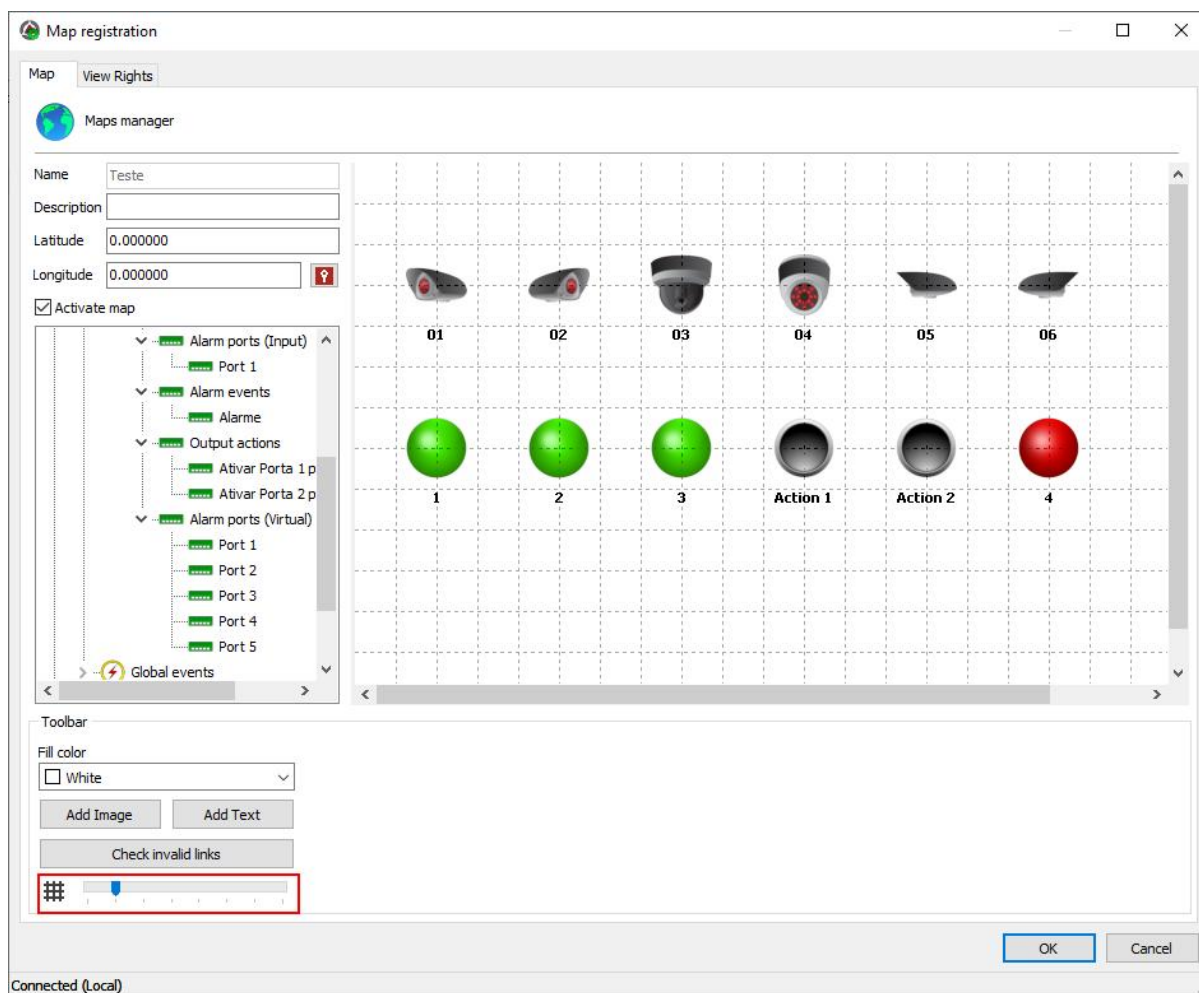 Map registration
Map View Rights
Maps manager
Name Teste
Description
Latitude 0.000000
Longitude 0.000000
Activate map
Alarm ports (Input)
Port 1
Alarm events
Alarme
Output actions
Ativar Porta 1 p
Ativar Porta 2 p
Alarm ports (Virtual)
Port 1
Port 2
Port 3
Port 4
Port 5
Global events
01 02 03 04 05 06
1 2 3 Action 1 Action 2 4
Toolbar
Fill color
White
Add Image Add Text
Check invalid links
OK Cancel
Connected (Local)